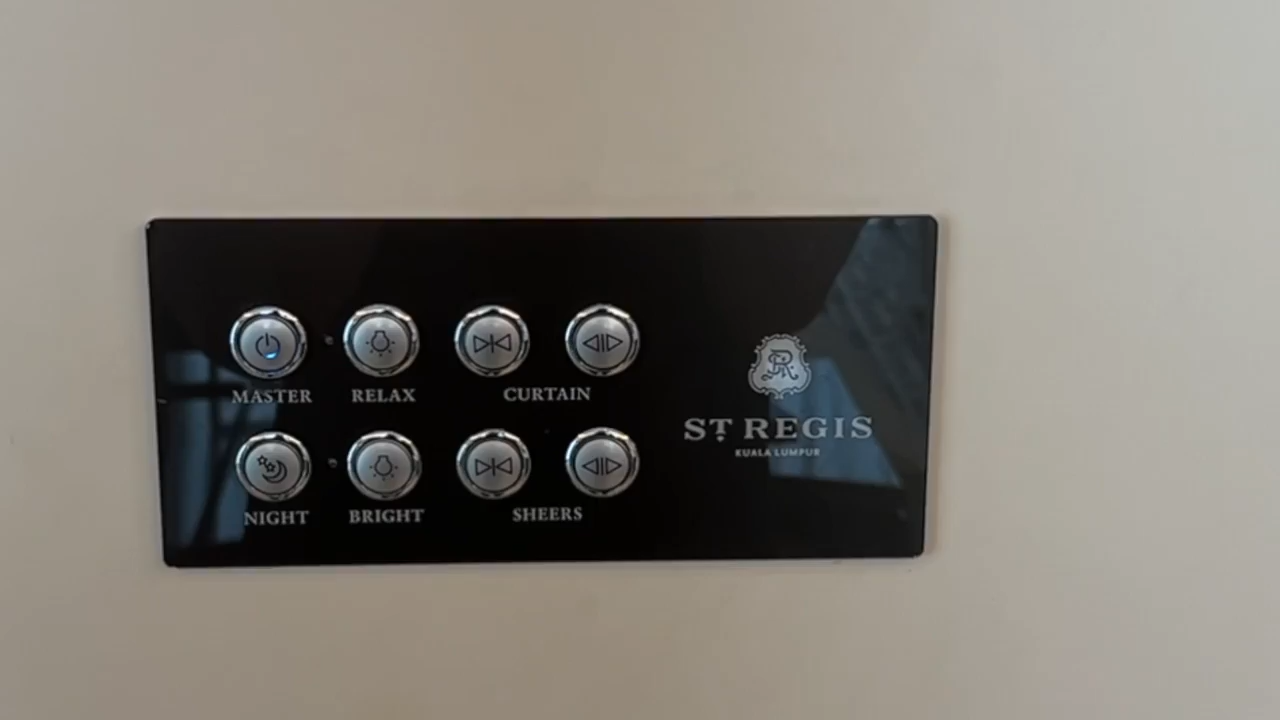 MASTER RELAX CURTAIN
NIGHT BRIGHT SHEERS
ST REGIS
KUALA LUMPUR